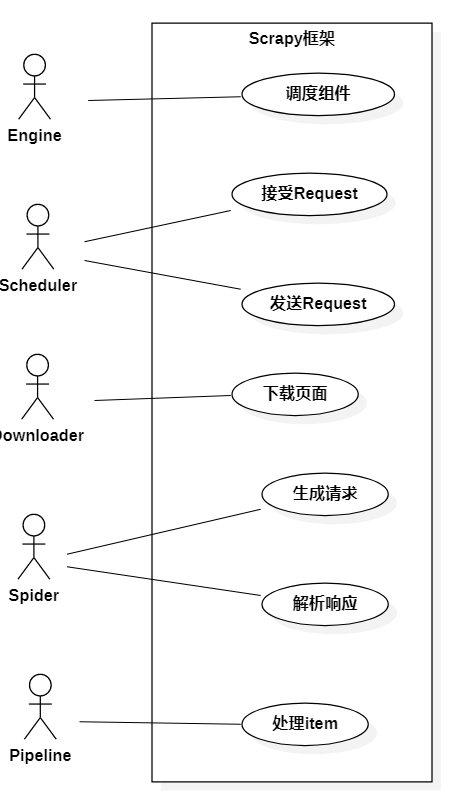 Scrapy框架
Engine
调度组件
接受Request
Scheduler
发送Request
下载页面
Downloader
生成请求
Spider
解析响应
处理item
Pipeline